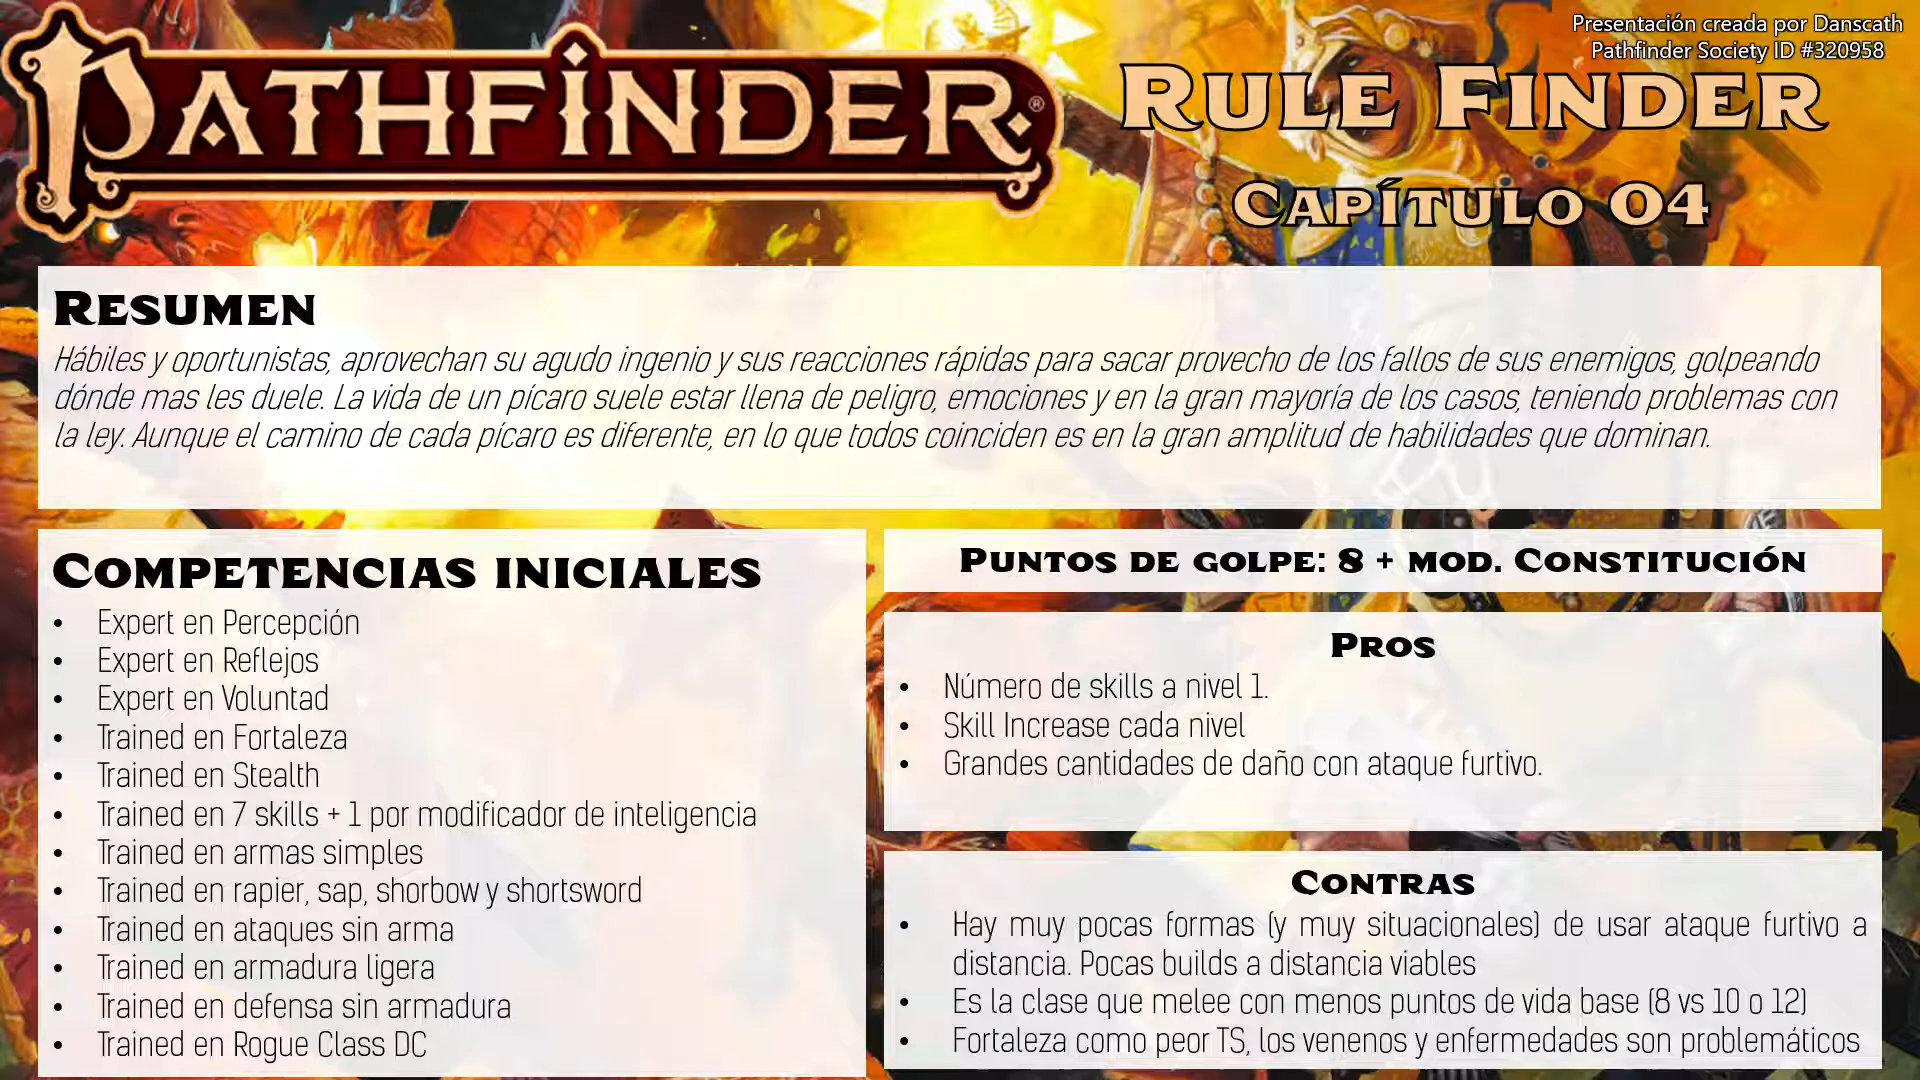 Presentación creada por Danscath
Pathfinder Society ID #320958
PATHFINDER®
RULE FINDER
CAPÍTULO 04
RESUMEN
Hábiles y oportunistas, aprovechan su agudo ingenio y sus reacciones rápidas para sacar provecho de los fallos de sus enemigos, golpeando
dónde mas les duele. La vida de un pícaro suele estar llena de peligro, emociones y en la gran mayoría de los casos, teniendo problemas con
la ley. Aunque el camino de cada pícaro es diferente, en lo que todos coinciden es en la gran amplitud de habilidades que dominan.
COMPETENCIAS INICIALES
• Expert en Percepción
• Expert en Reflejos
• Expert en Voluntad
• Trained en Fortaleza
• Trained en Stealth
• Trained en 7 skills + 1 por modificador de inteligencia
• Trained en armas simples
• Trained en rapier, sap, shorbow y shortsword
• Trained en ataques sin arma
• Trained en armadura ligera
• Trained en defensa sin armadura
• Trained en Rogue Class DC
PUNTOS DE GOLPE: 8 + MOD. CONSTITUCIÓN
PROS
• Número de skills a nivel 1.
• Skill Increase cada nivel
• Grandes cantidades de daño con ataque furtivo.
CONTRAS
• Hay muy pocas formas (y muy situacionales) de usar ataque furtivo a
distancia. Pocas builds a distancia viables
• Es la clase que melee con menos puntos de vida base (8 vs 10 o 12)
• Fortaleza como peor TS, los venenos y enfermedades son problemáticos